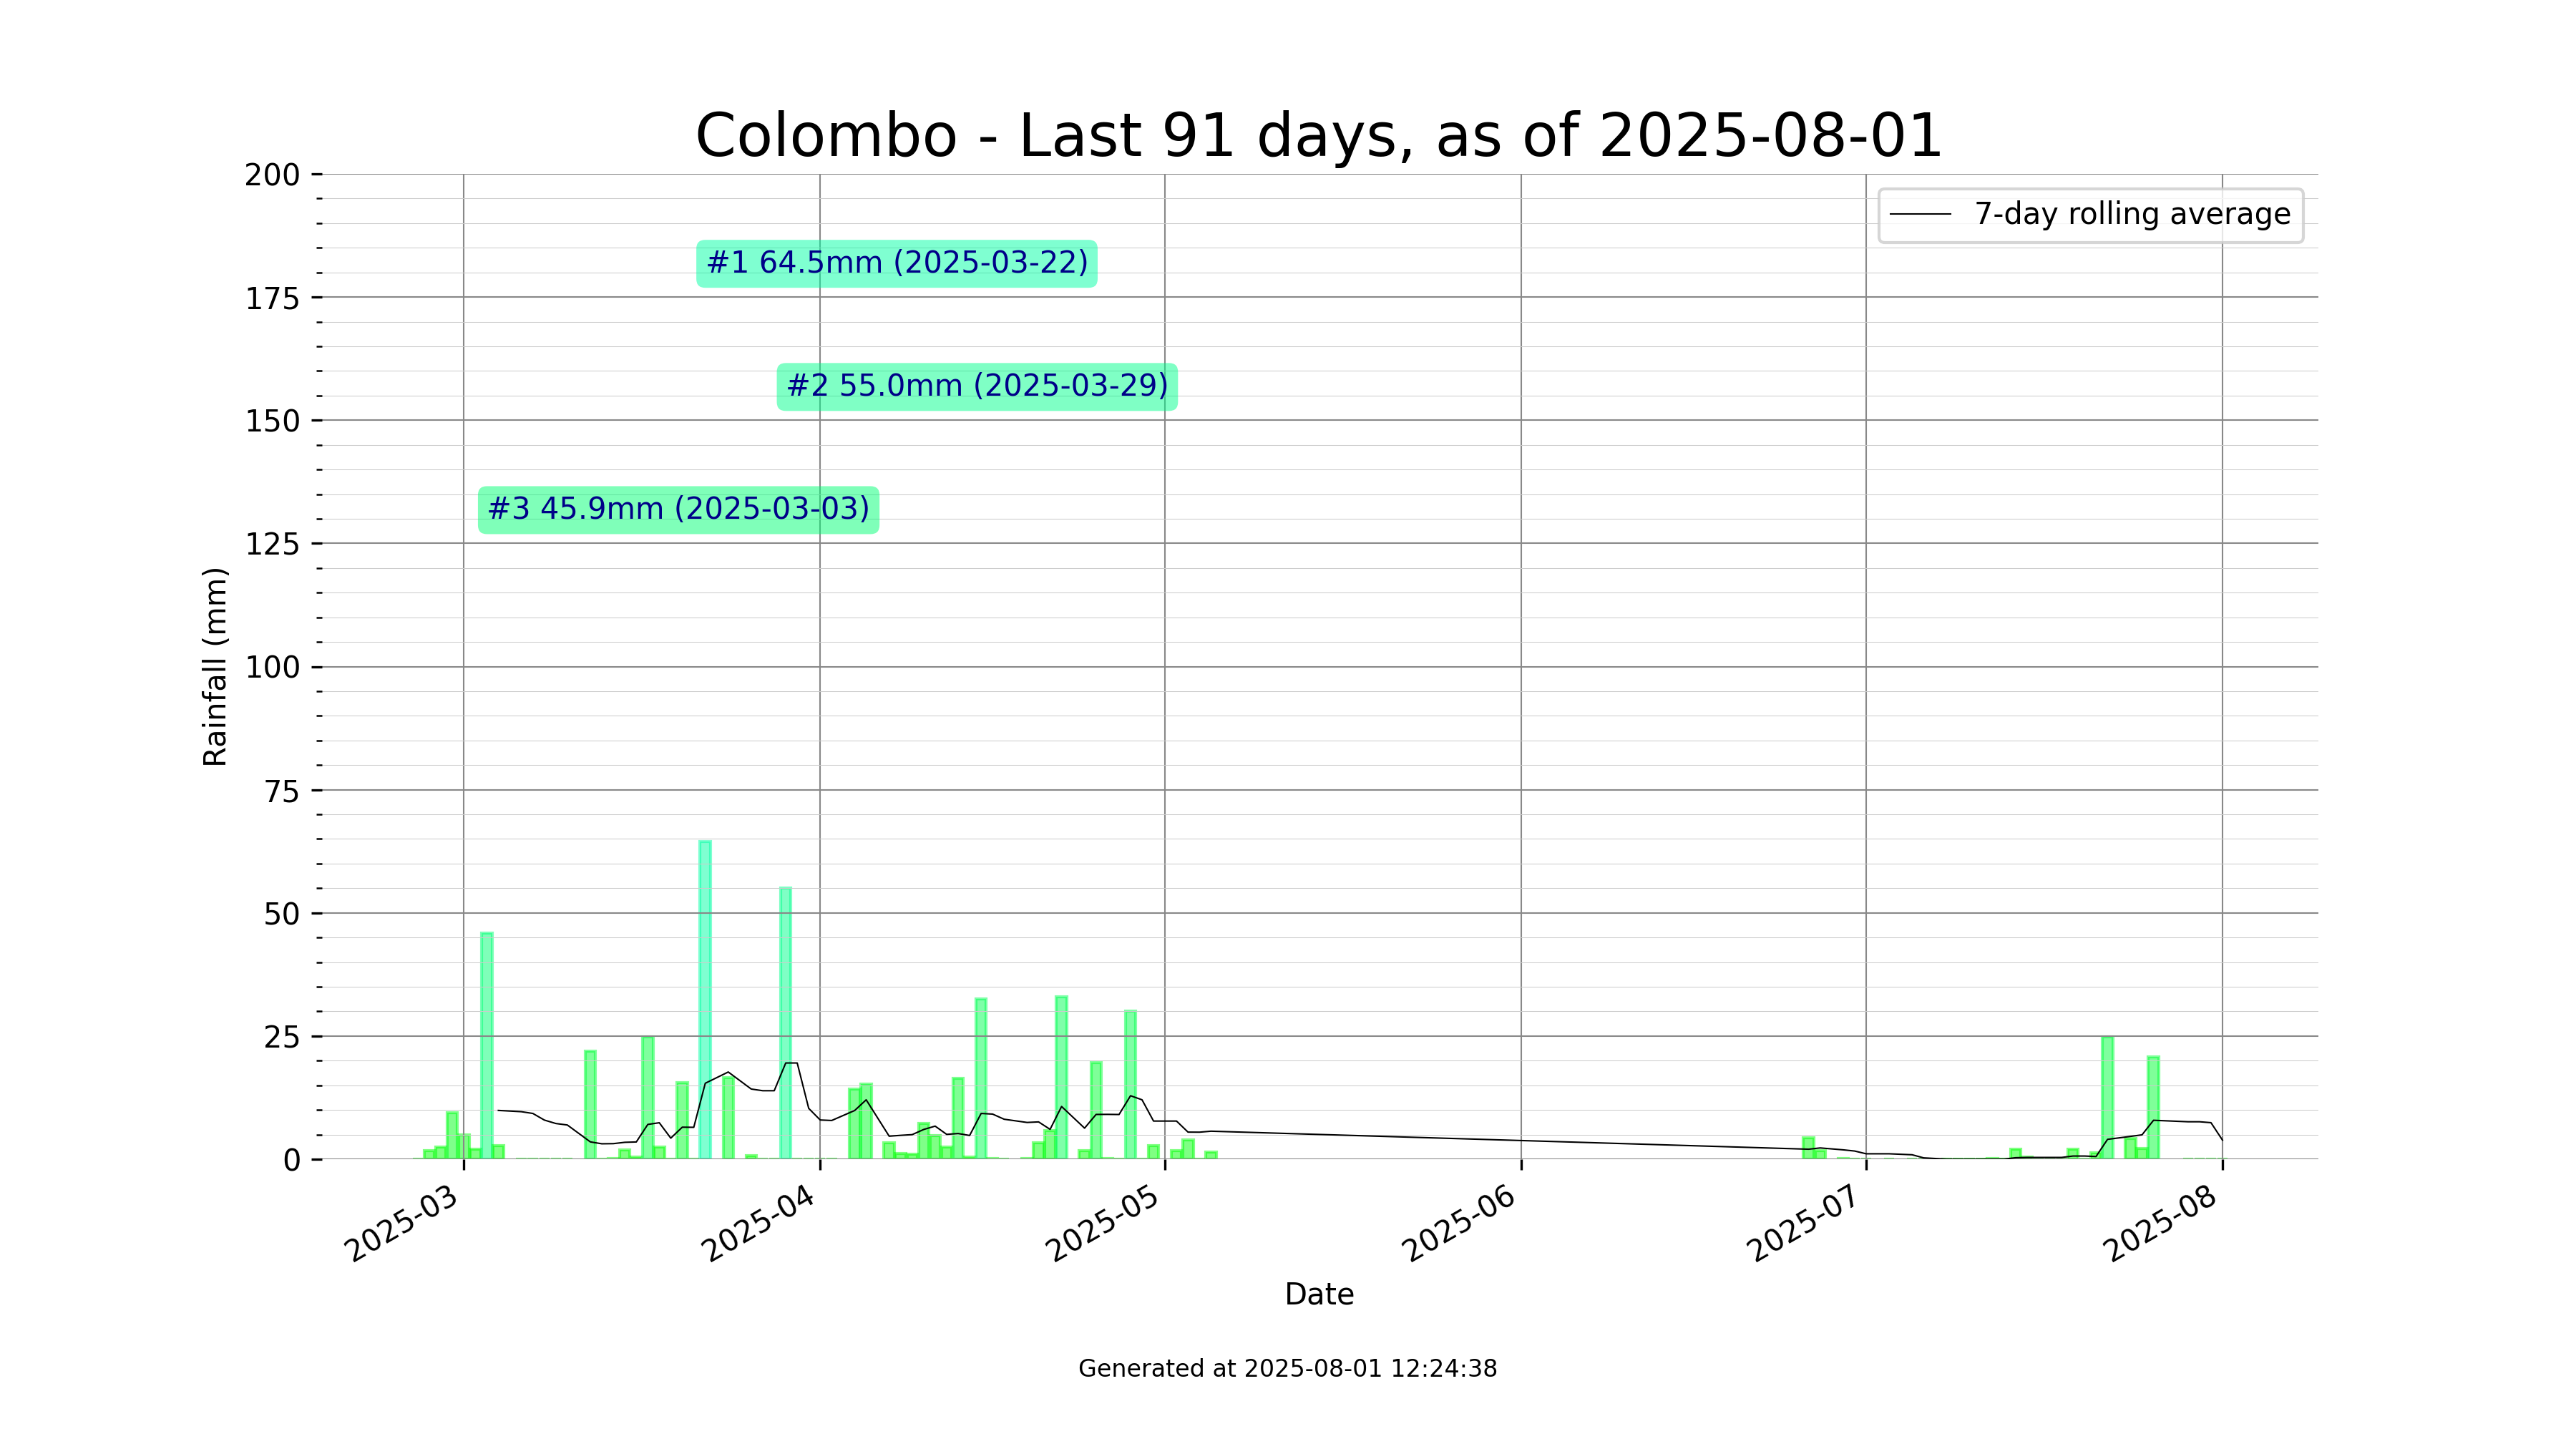 Colombo - Last 91 days, as of 2025-08-01
200
175
150
125
100
75
50
25
0
Rainfall (mm)
7-day rolling average
#1 64.5mm (2025-03-22)
#2 55.0mm (2025-03-29)
#3 45.9mm (2025-03-03)
2025-03
2025-04
2025-05
2025-06
2025-07
2025-08
Date
Generated at 2025-08-01 12:24:38